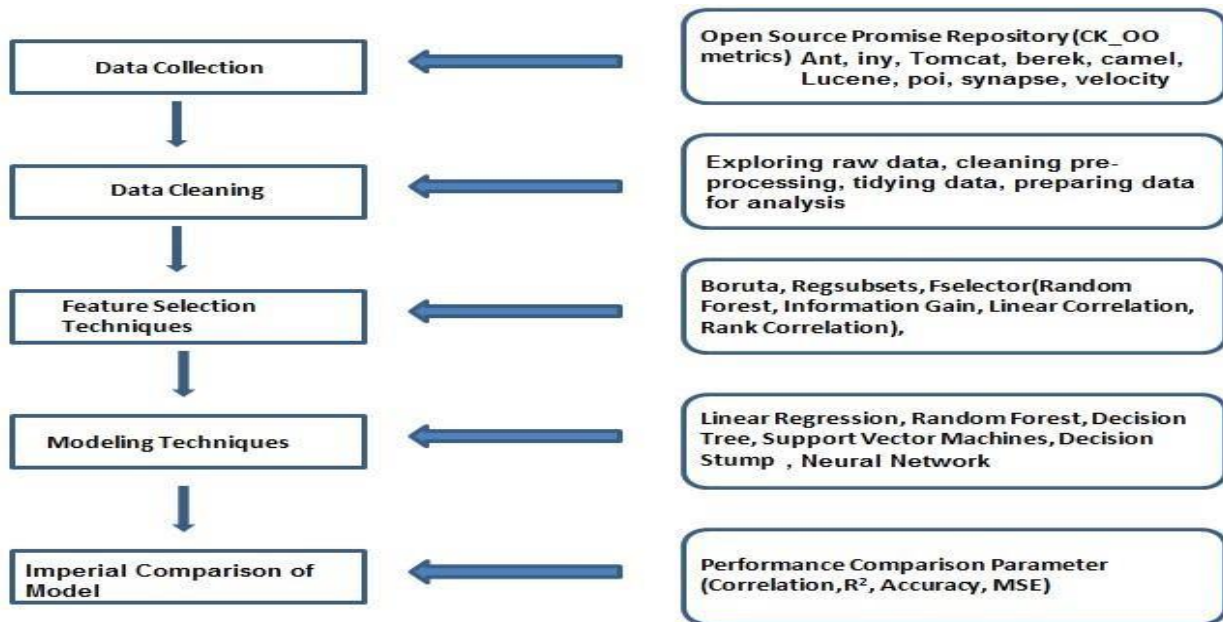 Data Collection
Open Source Promise Repository(CK_OO
metrics) Ant, iny, Tomcat, berek, camel,
Lucene, poi, synapse, velocity
Data Cleaning
Exploring raw data, cleaning pre-
processing, tidying data, preparing data
for analysis
Feature Selection
Techniques
Boruta, Regsubsets, Fselector(Random
Forest, Information Gain, Linear Correlation,
Rank Correlation),
Modeling Techniques
Linear Regression, Random Forest, Decision
Tree, Support Vector Machines, Decision
Stump , Neural Network
Imperial Comparison of
Model
Performance Comparison Parameter
(Correlation,R², Accuracy, MSE)